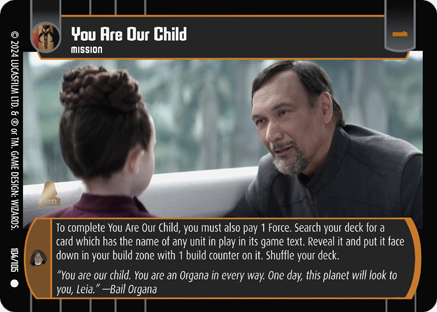 You Are Our Child
MISSION
© 2024 LUCASFILM LTD. & ® or TM. GAME DESIGN: WIZARDS.
104/105
To complete You Are Our Child, you must also pay 1 Force. Search your deck for a
card which has the name of any unit in play in its game text. Reveal it and put it face
down in your build zone with 1 build counter on it. Shuffle your deck.
“You are our child. You are an Organa in every way. One day, this planet will look to
you, Leia.” —Bail Organa